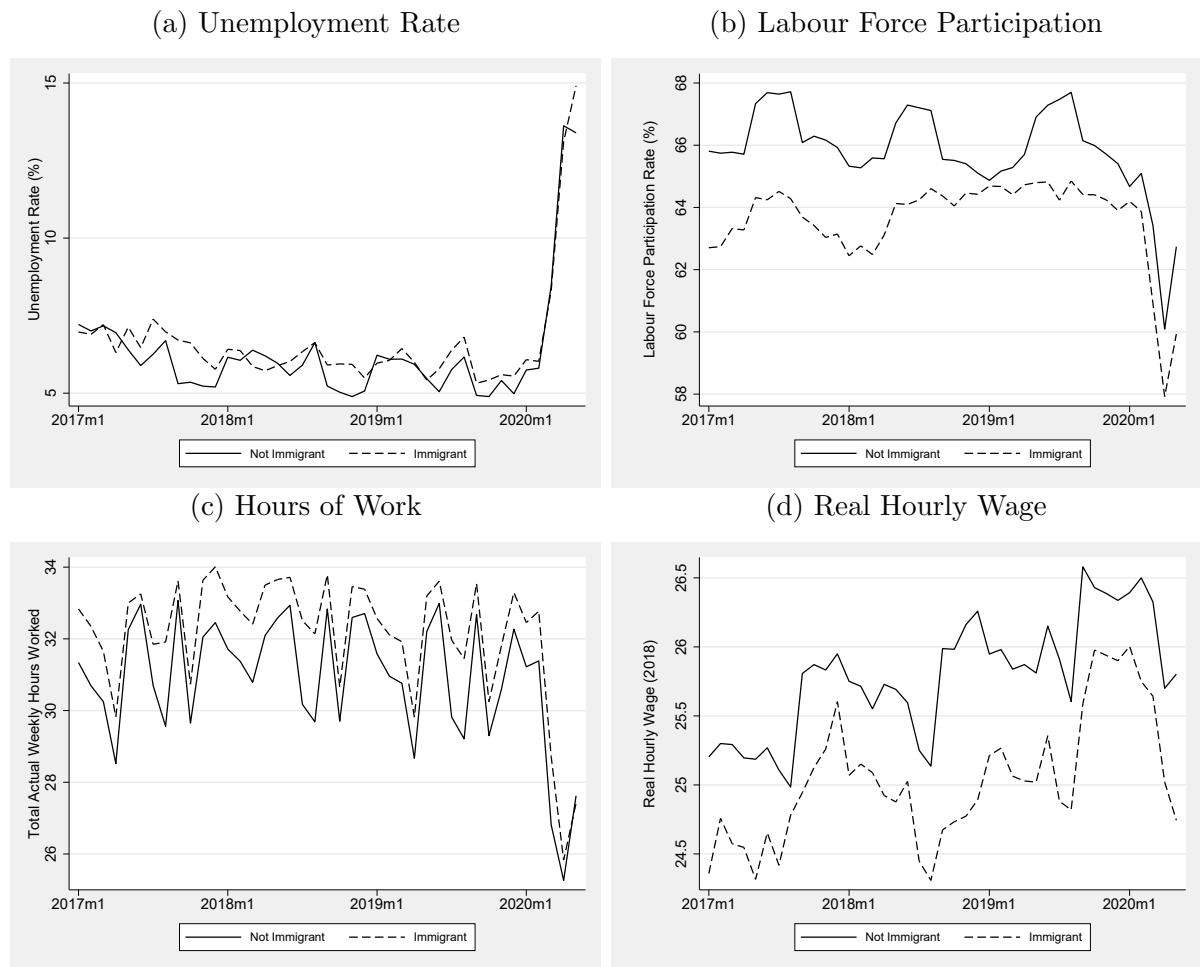 (a) Unemployment Rate
Unemployment Rate (%)
15
10
5
2017m1 2018m1 2019m1 2020m1
Not Immigrant Immigrant
(b) Labour Force Participation
Labour Force Participation Rate (%)
68
66
64
62
60
58
2017m1 2018m1 2019m1 2020m1
Not Immigrant Immigrant
(c) Hours of Work
Total Actual Weekly Hours Worked
34
32
30
28
26
2017m1 2018m1 2019m1 2020m1
Not Immigrant Immigrant
(d) Real Hourly Wage
Real Hourly Wage (2018)
26.5
26
25.5
25
24.5
2017m1 2018m1 2019m1 2020m1
Not Immigrant Immigrant